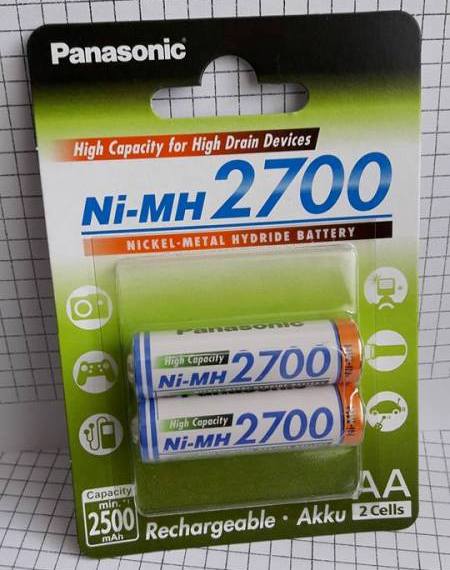 Panasonic
High Capacity for High Drain Devices
Ni-MH 2700
NICKEL-METAL HYDRIDE BATTERY
Panasonic
High Capacity
Ni-MH 2700
High Capacity
Ni-MH 2700
AA
2 Cells
Capacity
min.
2500
mAh
Rechargeable · Akku